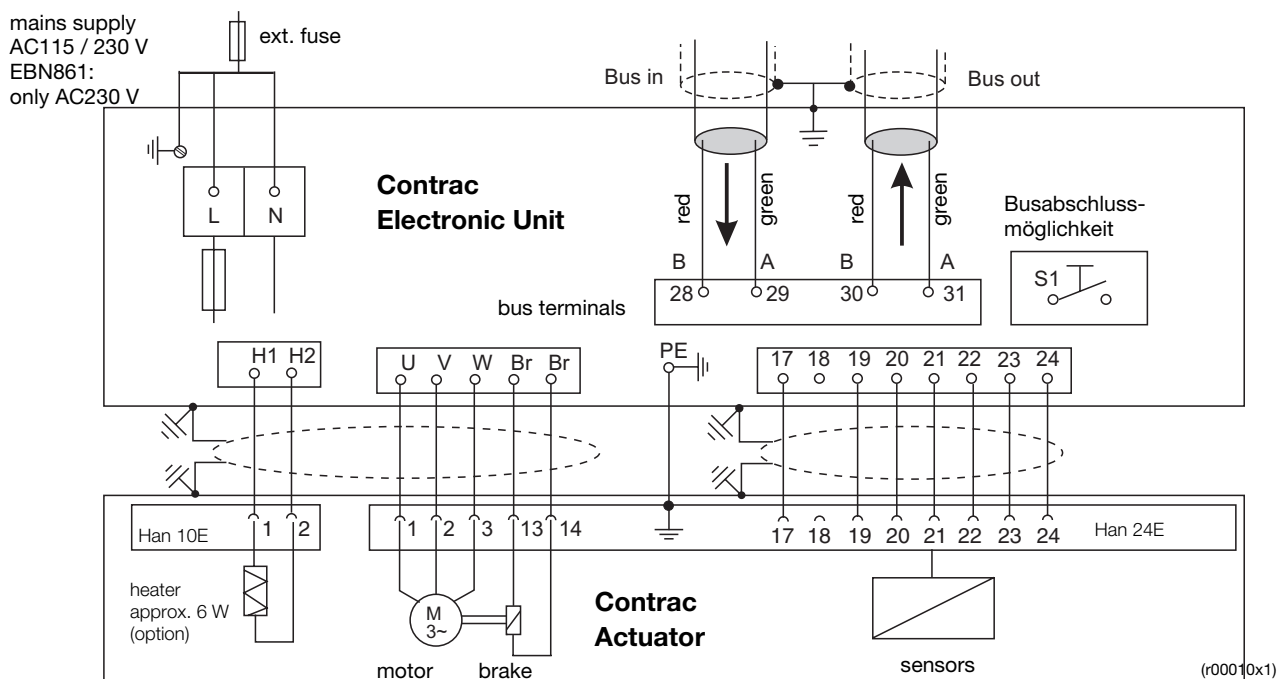 mains supply
AC115 / 230 V
EBN861:
only AC230 V
ext. fuse
Bus in
Bus out
L N
Contrac
Electronic Unit
red
green
red
green
Busabschluss-
möglichkeit
S1
B A B A
28 29 30 31
bus terminals
H1 H2
U V W Br Br
PE
17 18 19 20 21 22 23 24
Han 10E
1 2
1 2 3 13 14
17 18 19 20 21 22 23 24
Han 24E
heater
approx. 6 W
(option)
M
3~
motor
brake
Contrac
Actuator
sensors
(r00010x1)